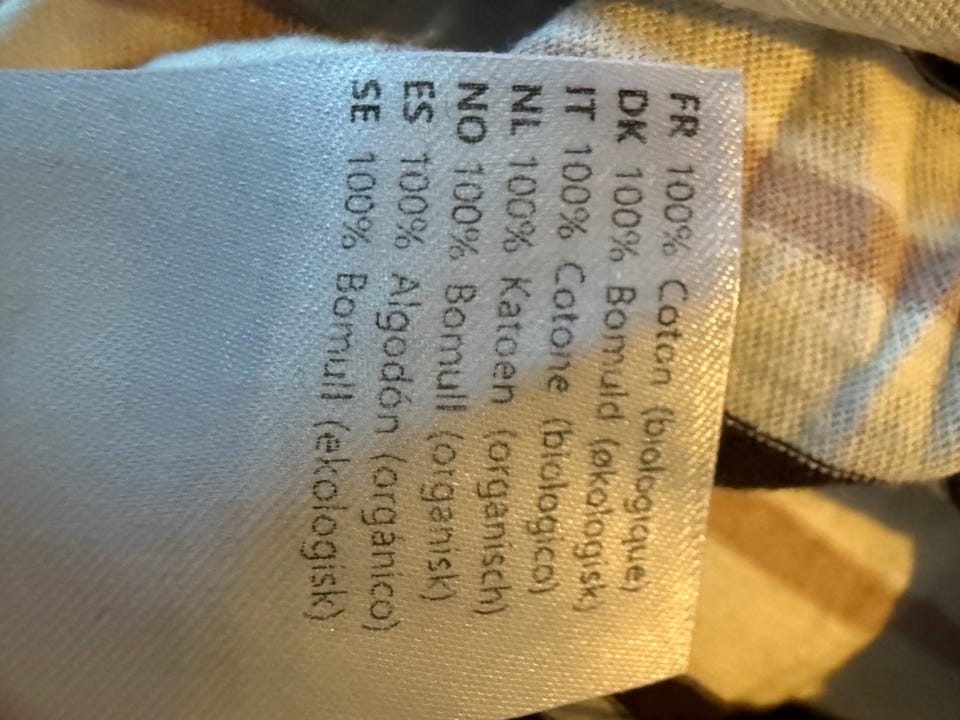 FR 100% Coton (biologique)
DK 100% Bomuld (økologisk)
IT 100% Cotone (biologico)
NL 100% Katoen (organisch)
NO 100% Bomull (organisk)
ES 100% Algodón (orgánico)
SE 100% Bomull (ekologisk)